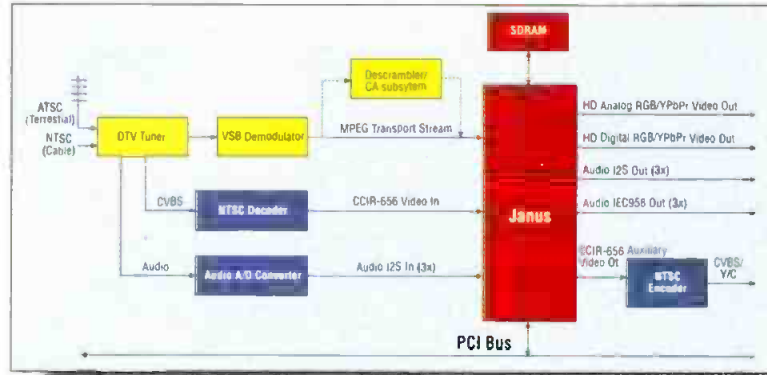 SDRAM
Descrambler/
CA subsytem
ATSC
(Terrestial)
NTSC
(Cable)
DTV Tuner
VSB Demodulator
MPEG Transport Stream
HD Analog RGB/YPbPr Video Out
HD Digital RGB/YPbPr Video Out
Audio I2S Out (3x)
Audio IEC958 Out (3x)
Janus
CVBS
NTSC Decoder
CCIR-656 Video In
Audio
Audio A/D Converter
Audio I2S In (3x)
CCIR-656 Auxiliary
Video Ot
NTSC
Encoder
CVBS/
Y/C
PCI Bus